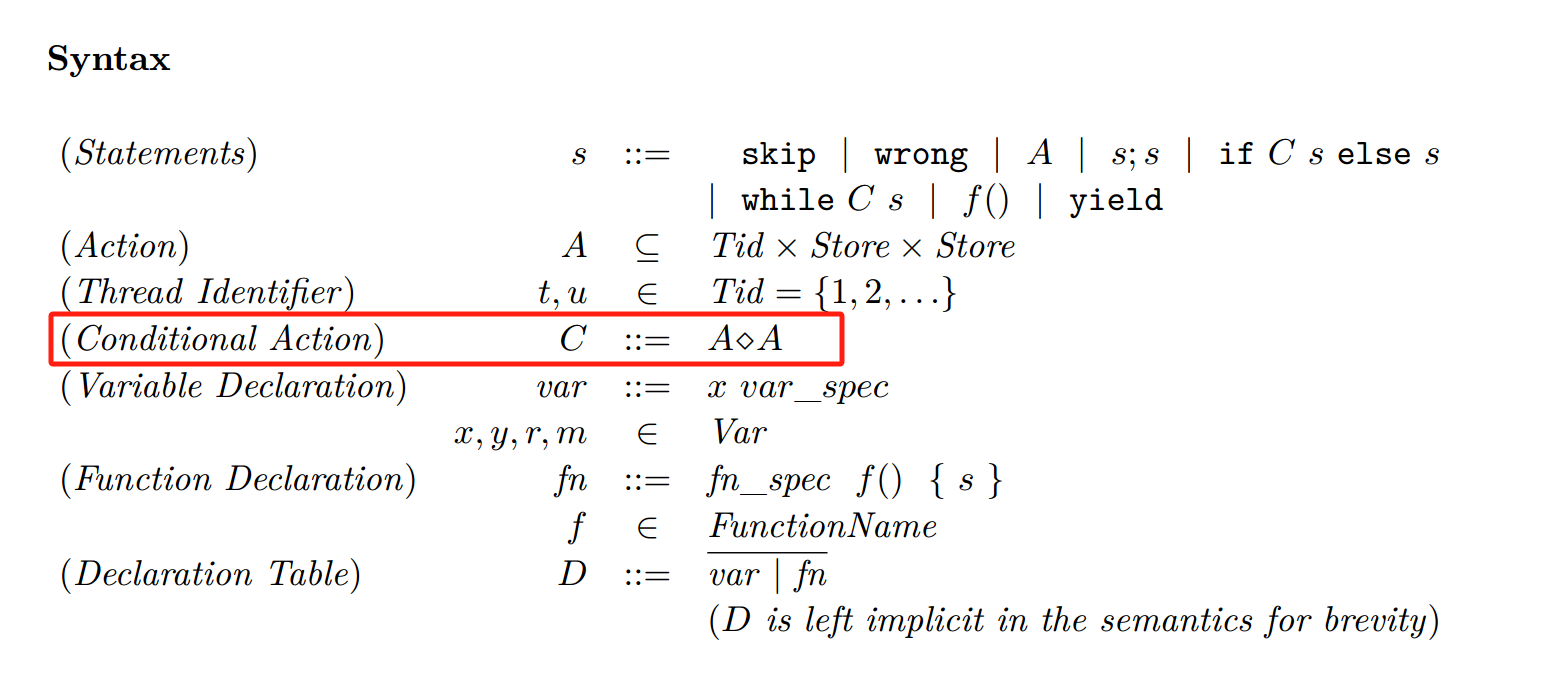 Syntax
(Statements) s ::= skip | wrong | A | s; s | if C s else s
| while C s | f() | yield
(Action) A ⊆ Tid × Store × Store
(Thread Identifier) t, u ∈ Tid = {1, 2, . . .}
(Conditional Action) C ::= A⋄A
(Variable Declaration) var ::= x var_spec
x, y, r, m ∈ Var
(Function Declaration) fn ::= fn_spec f() { s }
f ∈ FunctionName
(Declaration Table) D ::= var | fn
(D is left implicit in the semantics for brevity)